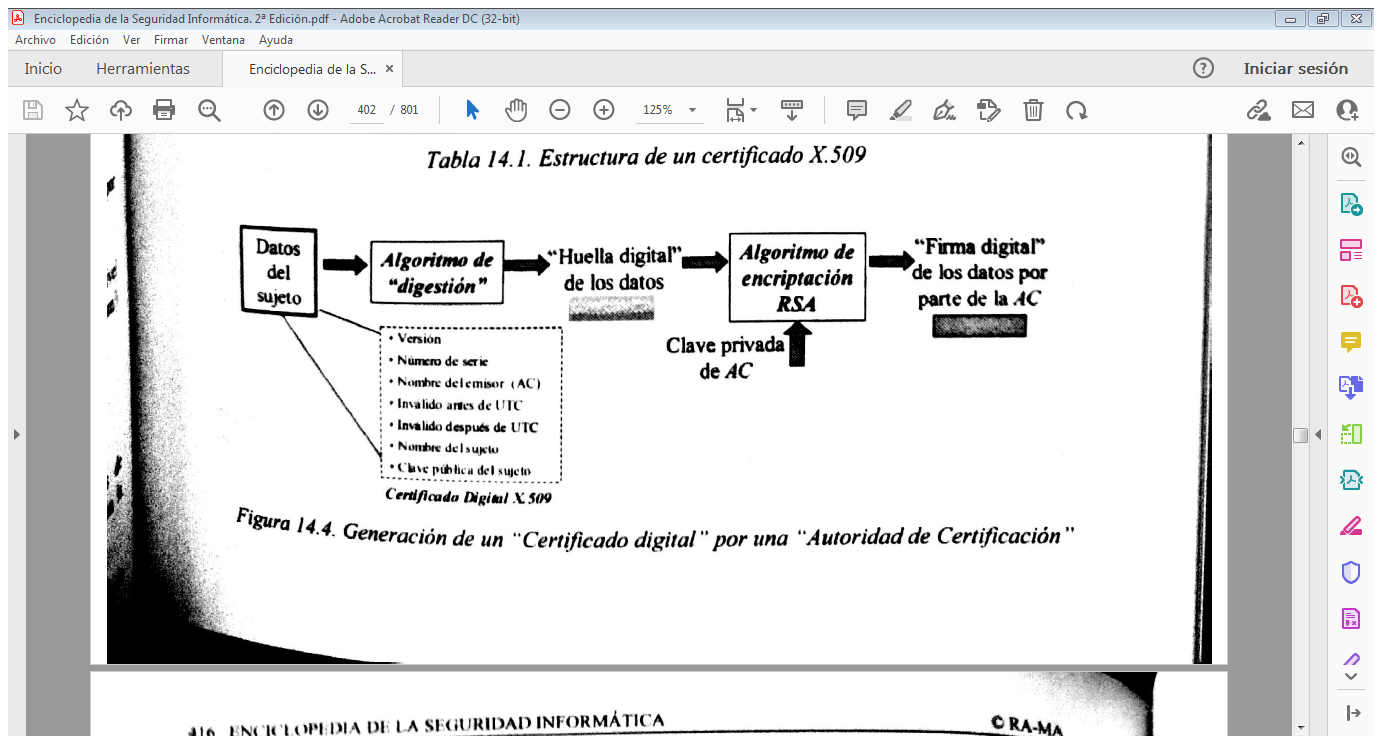 Enciclopedia de la Seguridad Informática. 2ª Edición.pdf - Adobe Acrobat Reader DC (32-bit)
Archivo Edición Ver Firmar Ventana Ayuda
Inicio Herramientas Enciclopedia de la S... × Iniciar sesión
402 / 801 125%
Tabla 14.1. Estructura de un certificado X.509
Datos
del
sujeto
Algoritmo de
“digestión”
“Huella digital”
de los datos
Algoritmo de
encriptación
RSA
“Firma digital”
de los datos por
parte de la AC
Clave privada
de AC
• Versión
• Número de serie
• Nombre del emisor (AC)
• Inválido antes de UTC
• Inválido después de UTC
• Nombre del sujeto
• Clave pública del sujeto
Certificado Digital X.509
Figura 14.4. Generación de un “Certificado digital” por una “Autoridad de Certificación”
416 ENCICLOPEDIA DE LA SEGURIDAD INFORMÁTICA © RA-MA